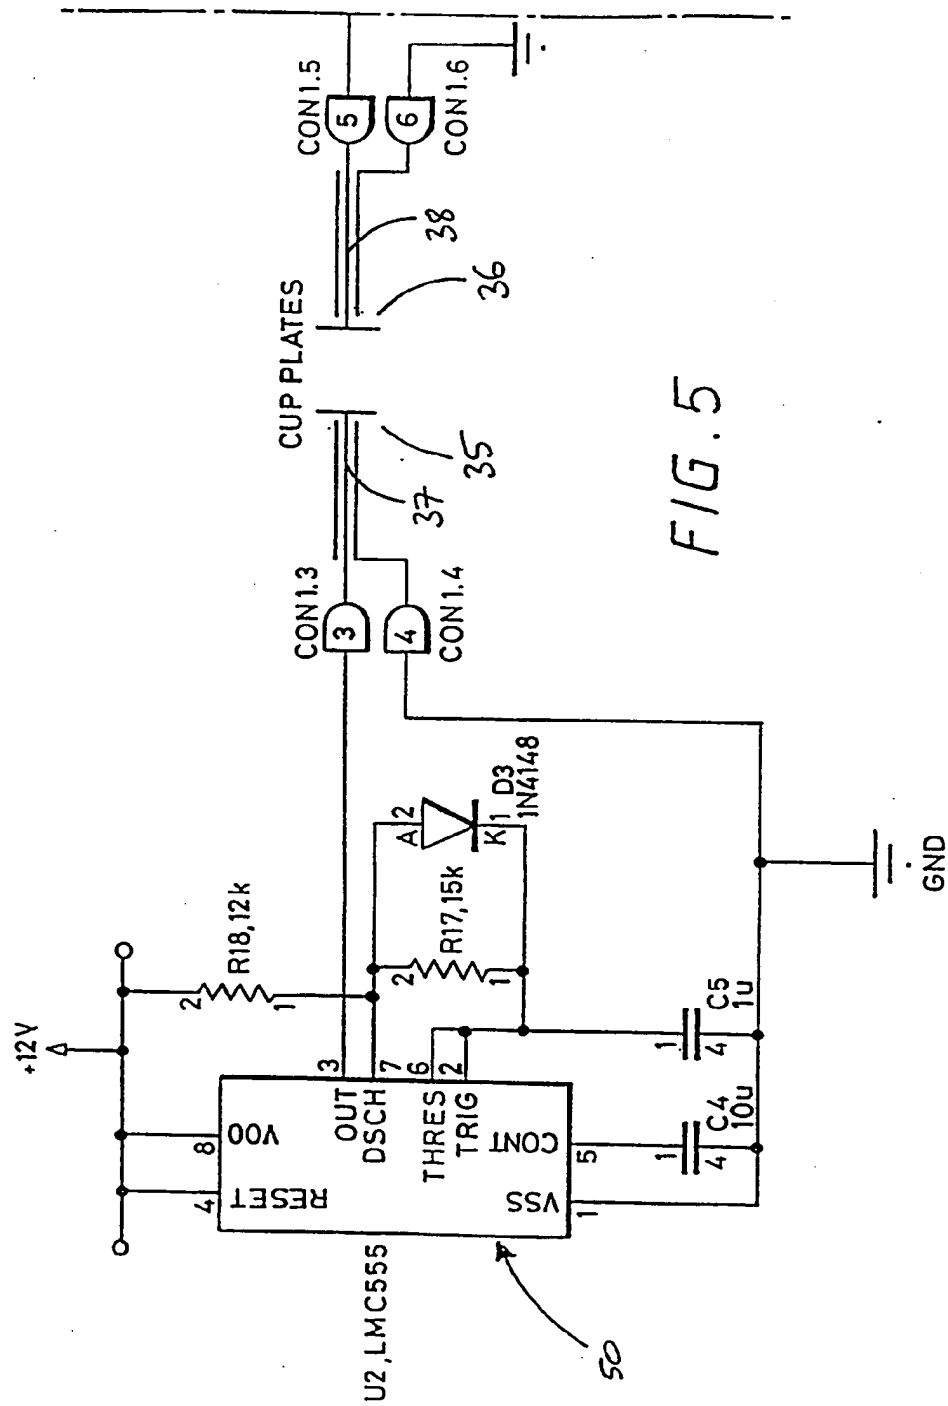 +12V
R18,12k
2
1
8
VOO
4
RESET
U2,LMC555
OUT
3
DSCH
7
THRES
6
TRIG
2
CONT
5
VSS
1
50
2
R17,15k
1
A
2
K
1
D3
1N4148
1
C4
10u
4
1
C5
1u
4
GND
CON1.3
3
4
CON1.4
CUP PLATES
37
35
38
36
CON1.5
5
6
CON1.6
FIG. 5